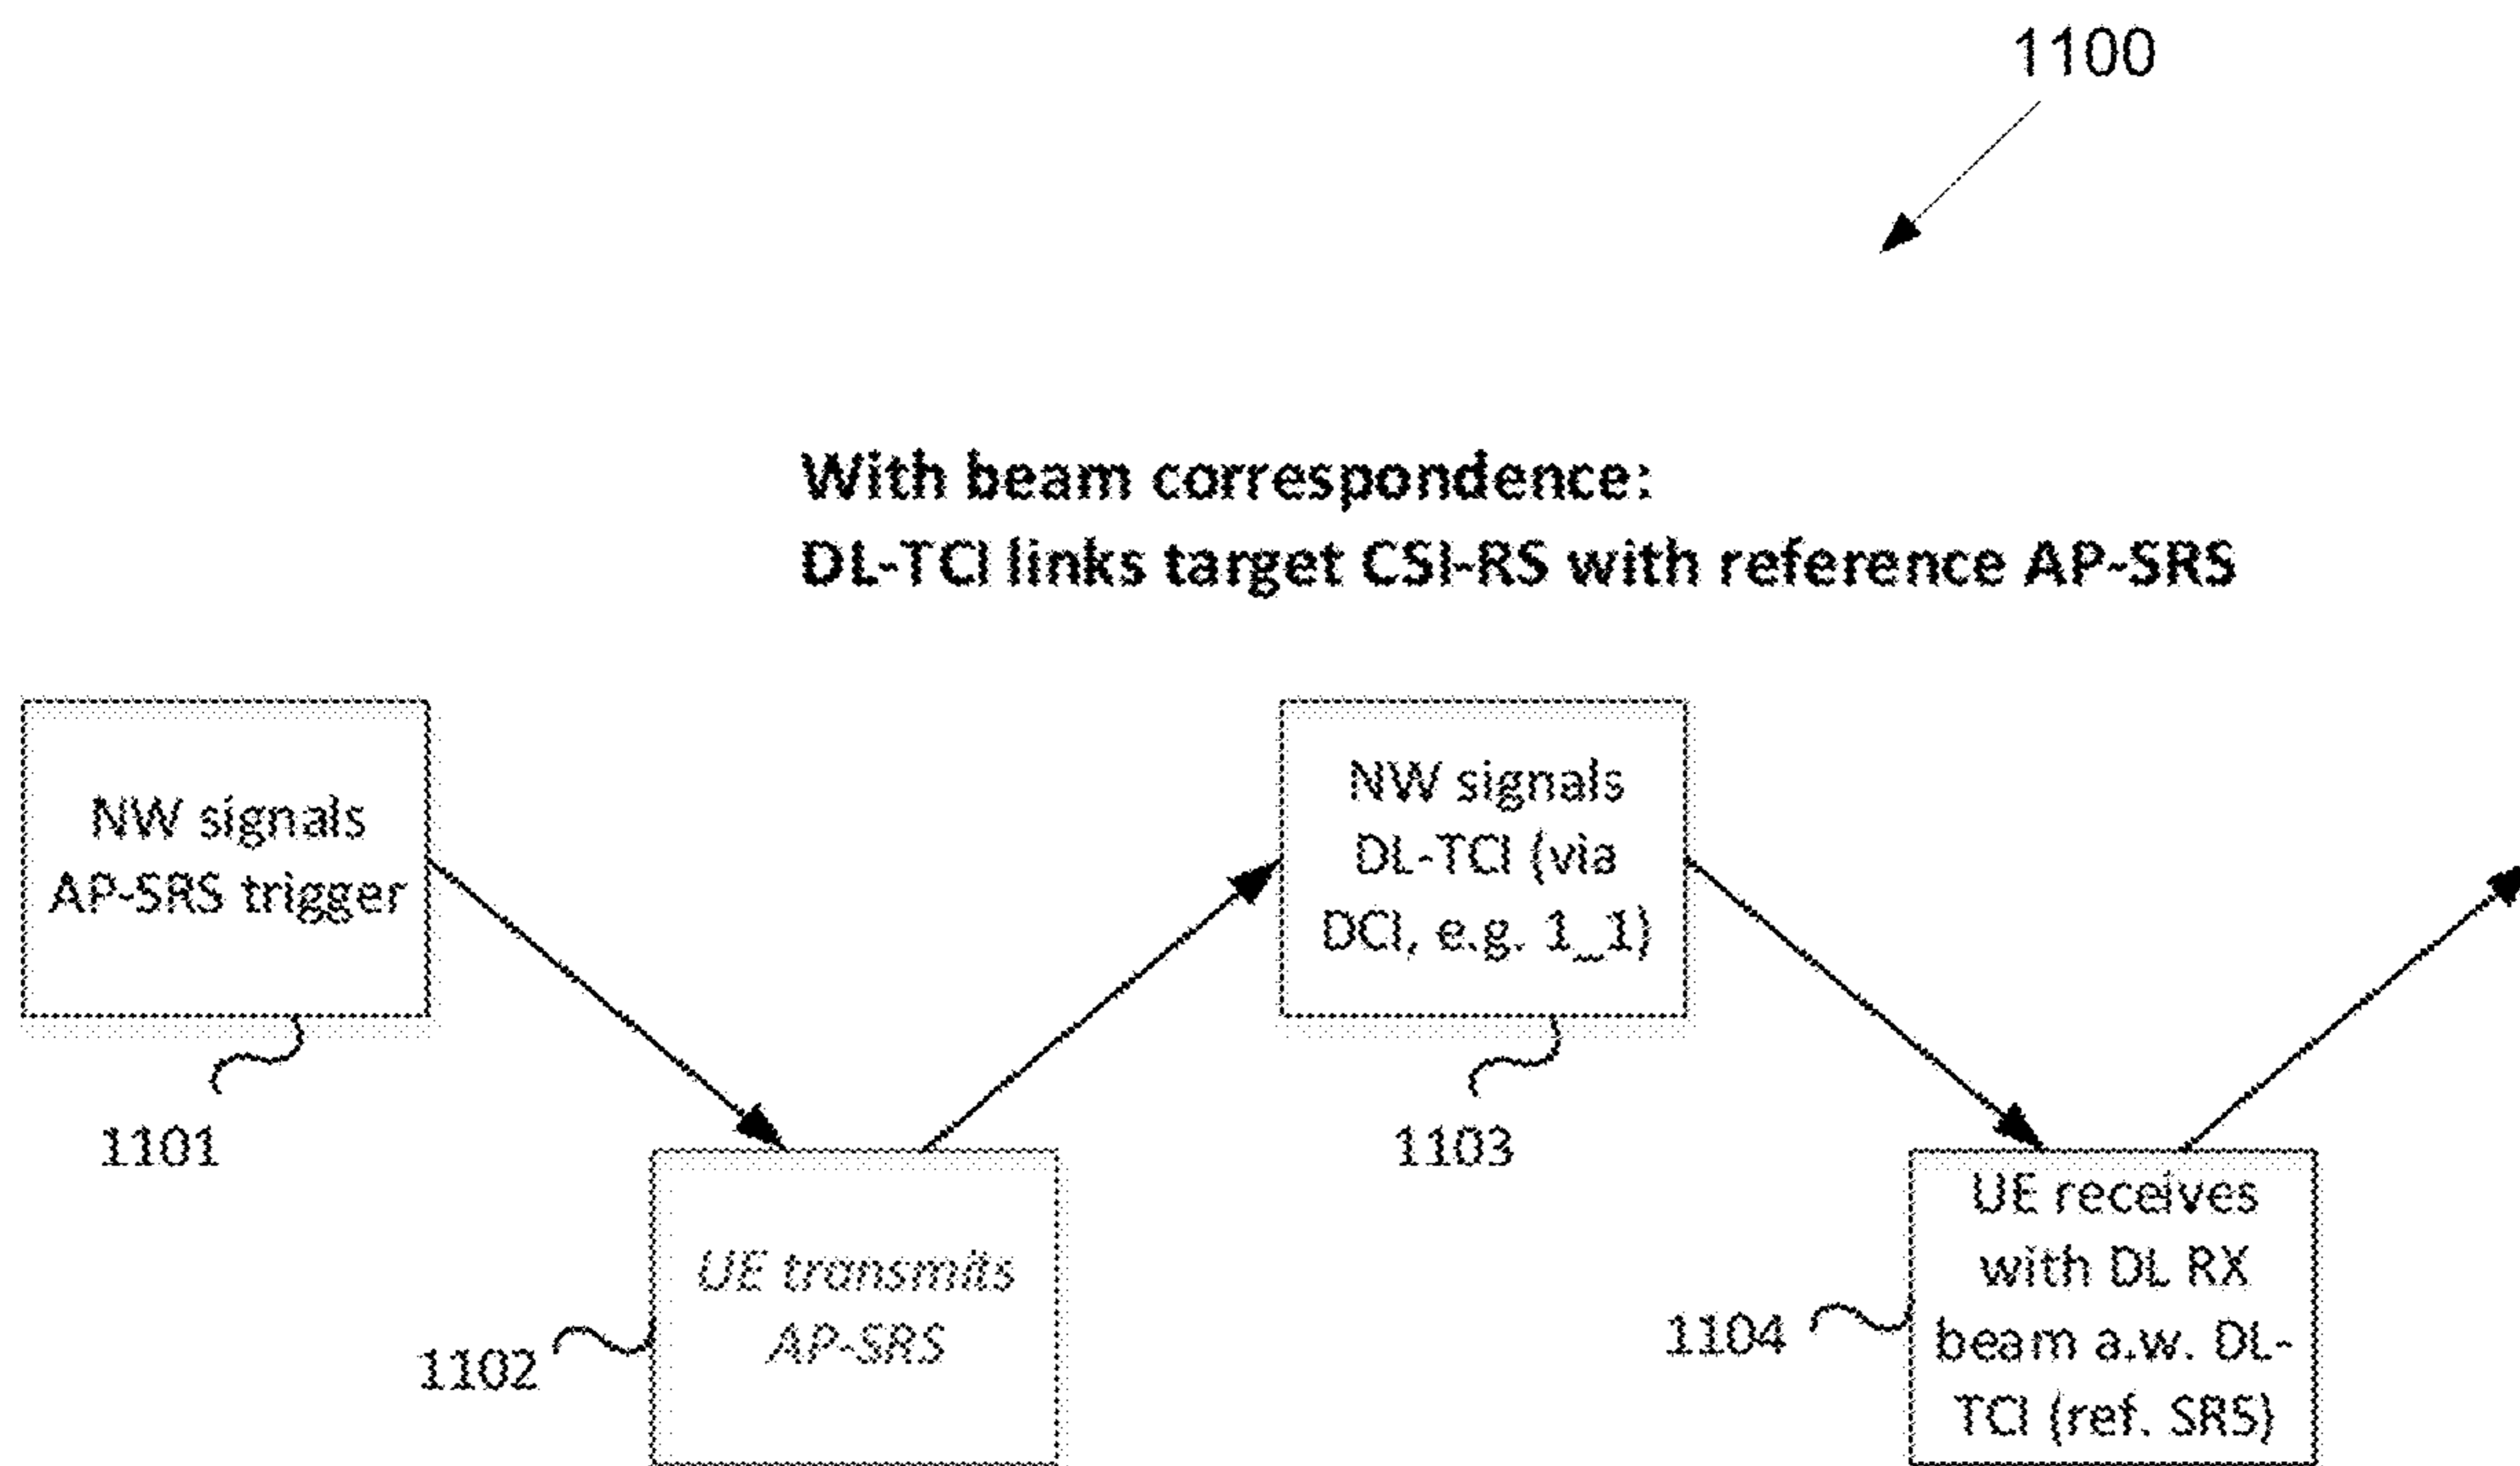 1100
With beam correspondence:
DL-TCI links target CSI-RS with reference AP-SRS
NW signals
AP-SRS trigger
1101
UE transmits
AP-SRS
1102
NW signals
DL-TCI (via
DCI, e.g. 1_1)
1103
UE receives
with DL RX
beam a.w. DL-
TCI (ref. SRS)
1104